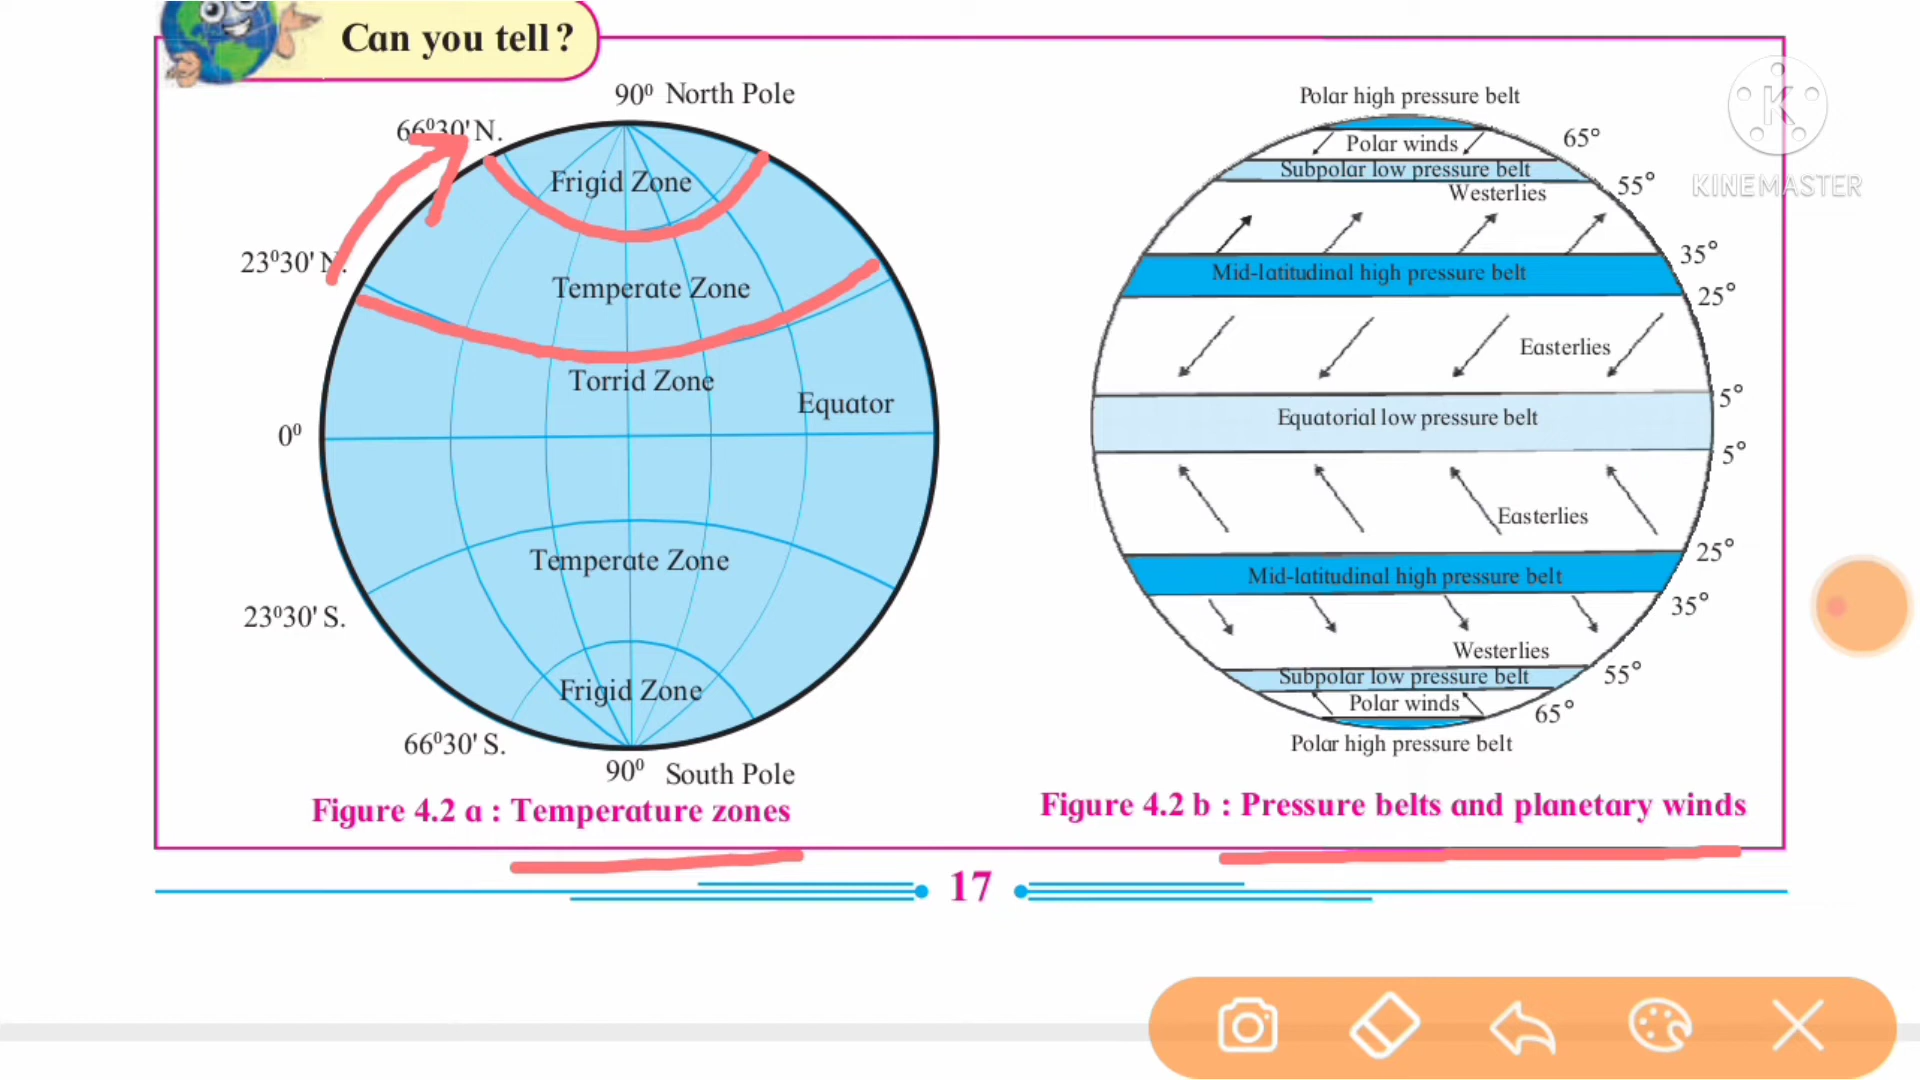 Can you tell?
90⁰ North Pole
66⁰30' N.
Frigid Zone
23⁰30' N.
Temperate Zone
Torrid Zone
Equator
0⁰
Temperate Zone
23⁰30' S.
Frigid Zone
66⁰30' S.
90⁰ South Pole
Figure 4.2 a : Temperature zones
Polar high pressure belt
65°
Polar winds
Subpolar low pressure belt
55°
Westerlies
35°
Mid-latitudinal high pressure belt
25°
Easterlies
5°
Equatorial low pressure belt
5°
Easterlies
25°
Mid-latitudinal high pressure belt
35°
Westerlies
55°
Subpolar low pressure belt
Polar winds
65°
Polar high pressure belt
Figure 4.2 b : Pressure belts and planetary winds
17
K
KINEMASTER